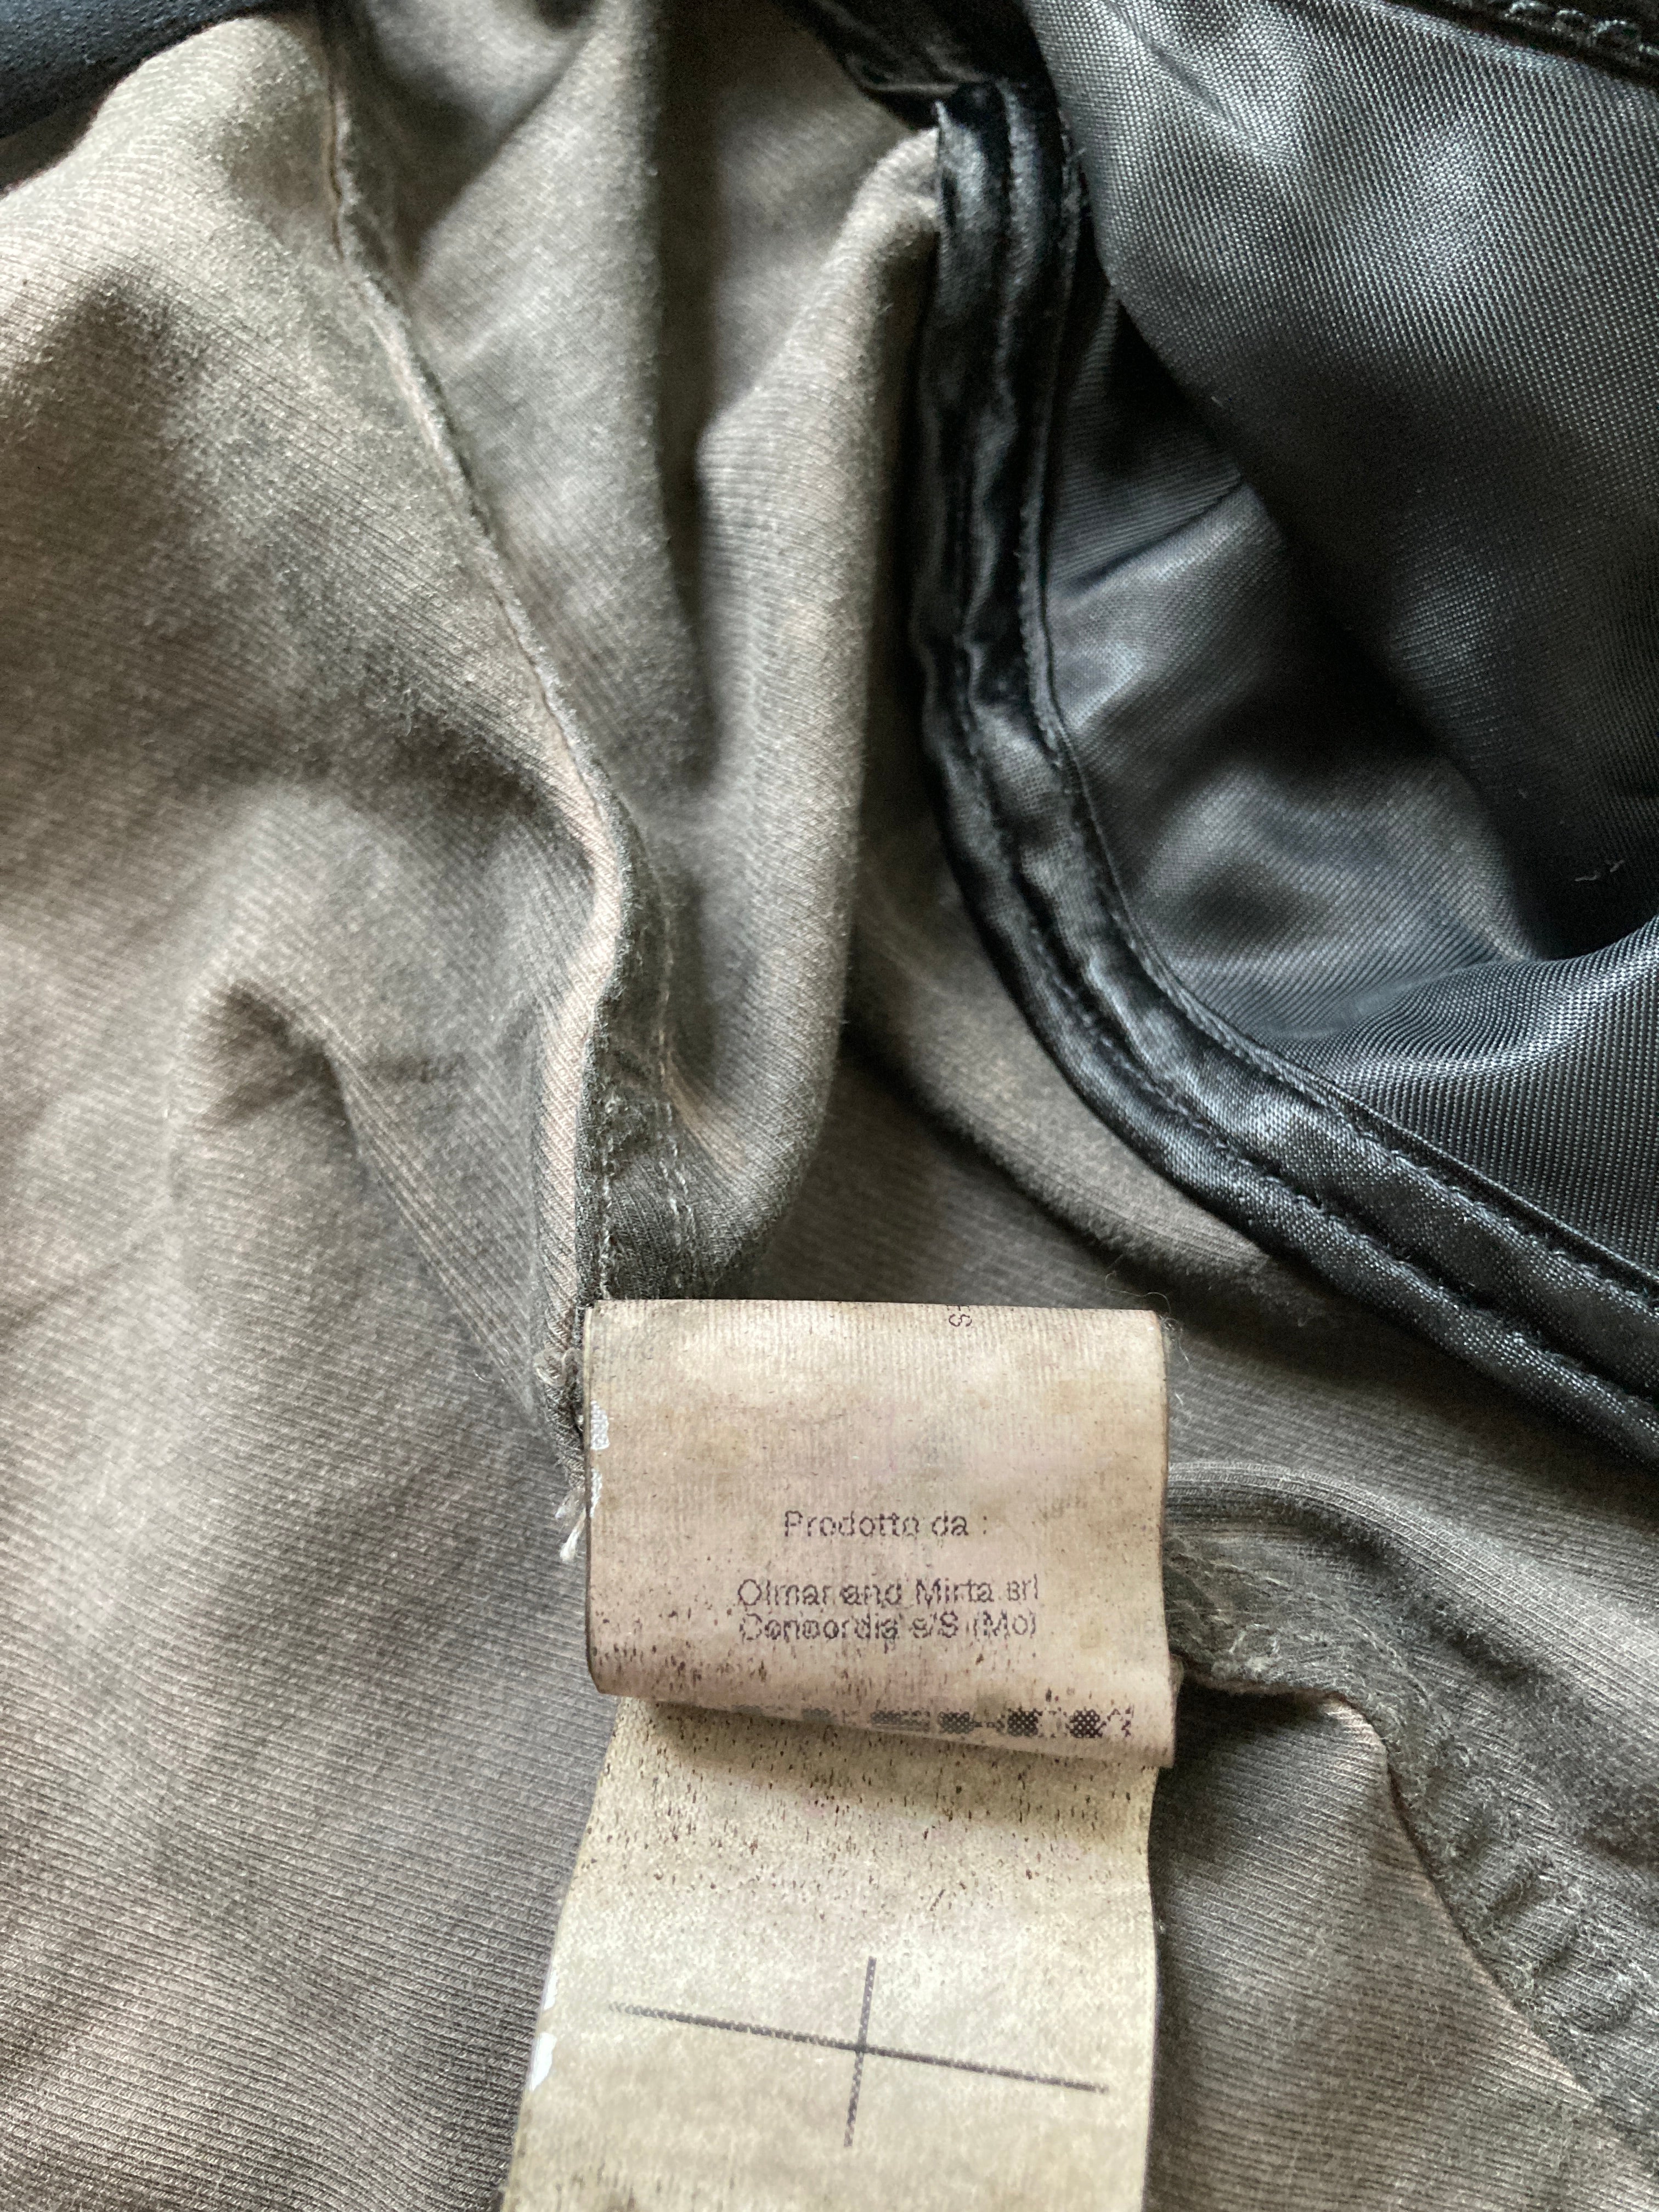 Prodotto da :
Olmar and Mirta srl
Concordia s/S (Mo)